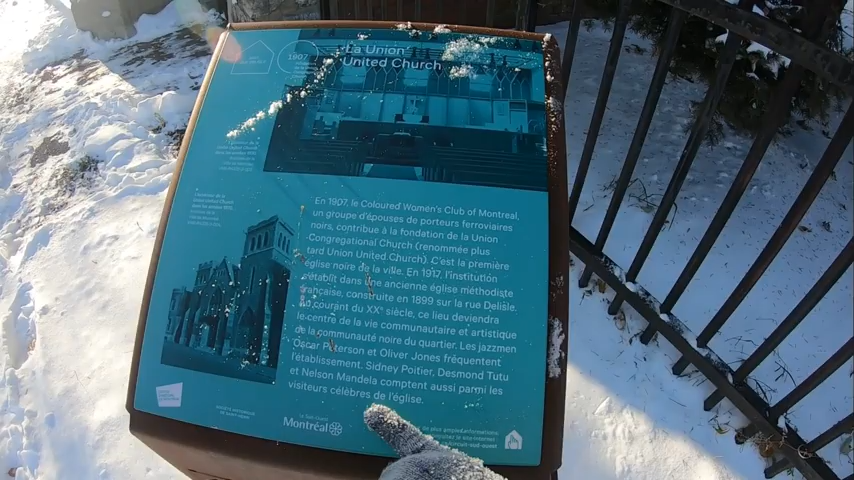 1907
La Union
United Church
En 1907, le Coloured Women's Club of Montreal,
un groupe d'épouses de porteurs ferroviaires
noirs, contribue à la fondation de la Union
Congregational Church (renommée plus
tard Union United Church). C'est la première
église noire de la ville. En 1917, l'institution
s'établit dans une ancienne église méthodiste
française, construite en 1899 sur la rue Delisle.
Au courant du XXe siècle, ce lieu deviendra
le centre de la vie communautaire et artistique
de la communauté noire du quartier. Les jazzmen
Oscar Peterson et Oliver Jones fréquentent
l'établissement. Sidney Poitier, Desmond Tutu
et Nelson Mandela comptent aussi parmi les
visiteurs célèbres de l'église.
Le Sud-Ouest
Montréal